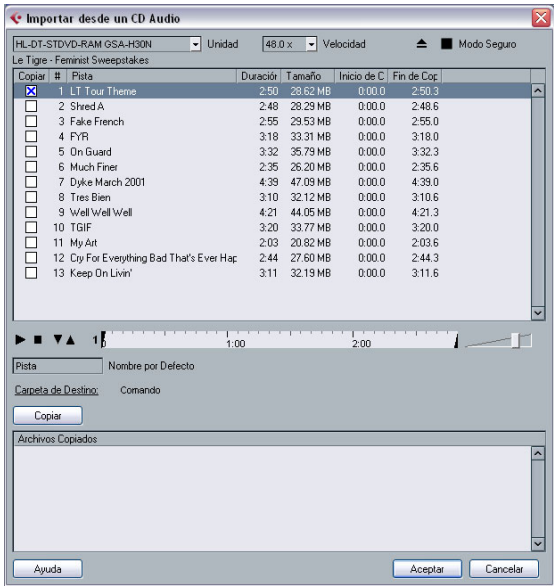 Importar desde un CD Audio
HL-DT-STDVD-RAM GSA-H30N Unidad 48.0 x Velocidad Modo Seguro
Le Tigre - Feminist Sweepstakes
Copiar # Pista Duración Tamaño Inicio de C Fin de Cop
1 LT Tour Theme 2:50 28.62 MB 0:00.0 2:50.3
2 Shred A 2:48 28.29 MB 0:00.0 2:48.6
3 Fake French 2:55 29.53 MB 0:00.0 2:55.0
4 FYR 3:18 33.31 MB 0:00.0 3:18.0
5 On Guard 3:32 35.79 MB 0:00.0 3:32.3
6 Much Finer 2:35 26.20 MB 0:00.0 2:35.6
7 Dyke March 2001 4:39 47.09 MB 0:00.0 4:39.0
8 Tres Bien 3:10 32.12 MB 0:00.0 3:10.6
9 Well Well Well 4:21 44.05 MB 0:00.0 4:21.3
10 TGIF 3:20 33.77 MB 0:00.0 3:20.0
11 My Art 2:03 20.82 MB 0:00.0 2:03.6
12 Cry For Everything Bad That's Ever Hap 2:44 27.60 MB 0:00.0 2:44.3
13 Keep On Livin' 3:11 32.19 MB 0:00.0 3:11.6
1 1:00 2:00
Pista Nombre por Defecto
Carpeta de Destino: Comando
Copiar
Archivos Copiados
Ayuda Aceptar Cancelar